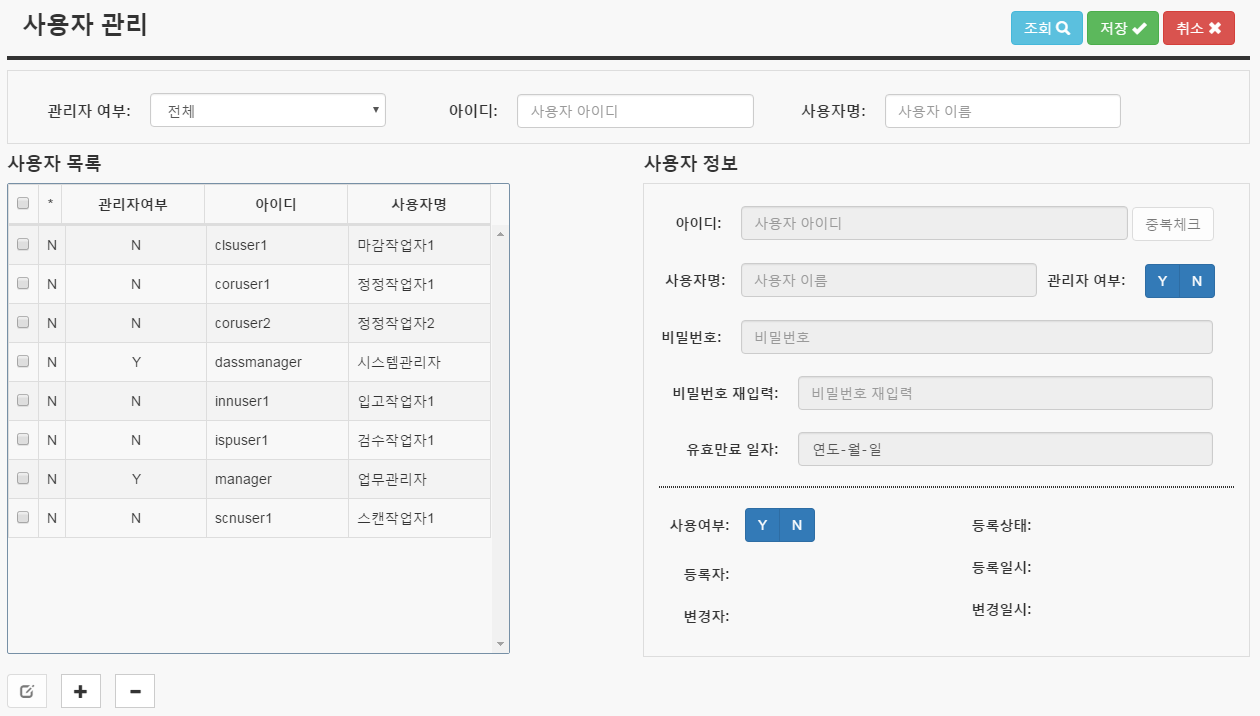 사용자 관리
조회
저장
취소
관리자 여부: 전체
아이디: 사용자 아이디
사용자명: 사용자 이름
사용자 목록
* 관리자여부 아이디 사용자명
N N clsuser1 마감작업자1
N N coruser1 정정작업자1
N N coruser2 정정작업자2
N Y dassmanager 시스템관리자
N N innuser1 입고작업자1
N N ispuser1 검수작업자1
N Y manager 업무관리자
N N scnuser1 스캔작업자1
사용자 정보
아이디: 사용자 아이디 중복체크
사용자명: 사용자 이름 관리자 여부: Y N
비밀번호: 비밀번호
비밀번호 재입력: 비밀번호 재입력
유효만료 일자: 연도-월-일
사용여부: Y N 등록상태:
등록자: 등록일시:
변경자: 변경일시: